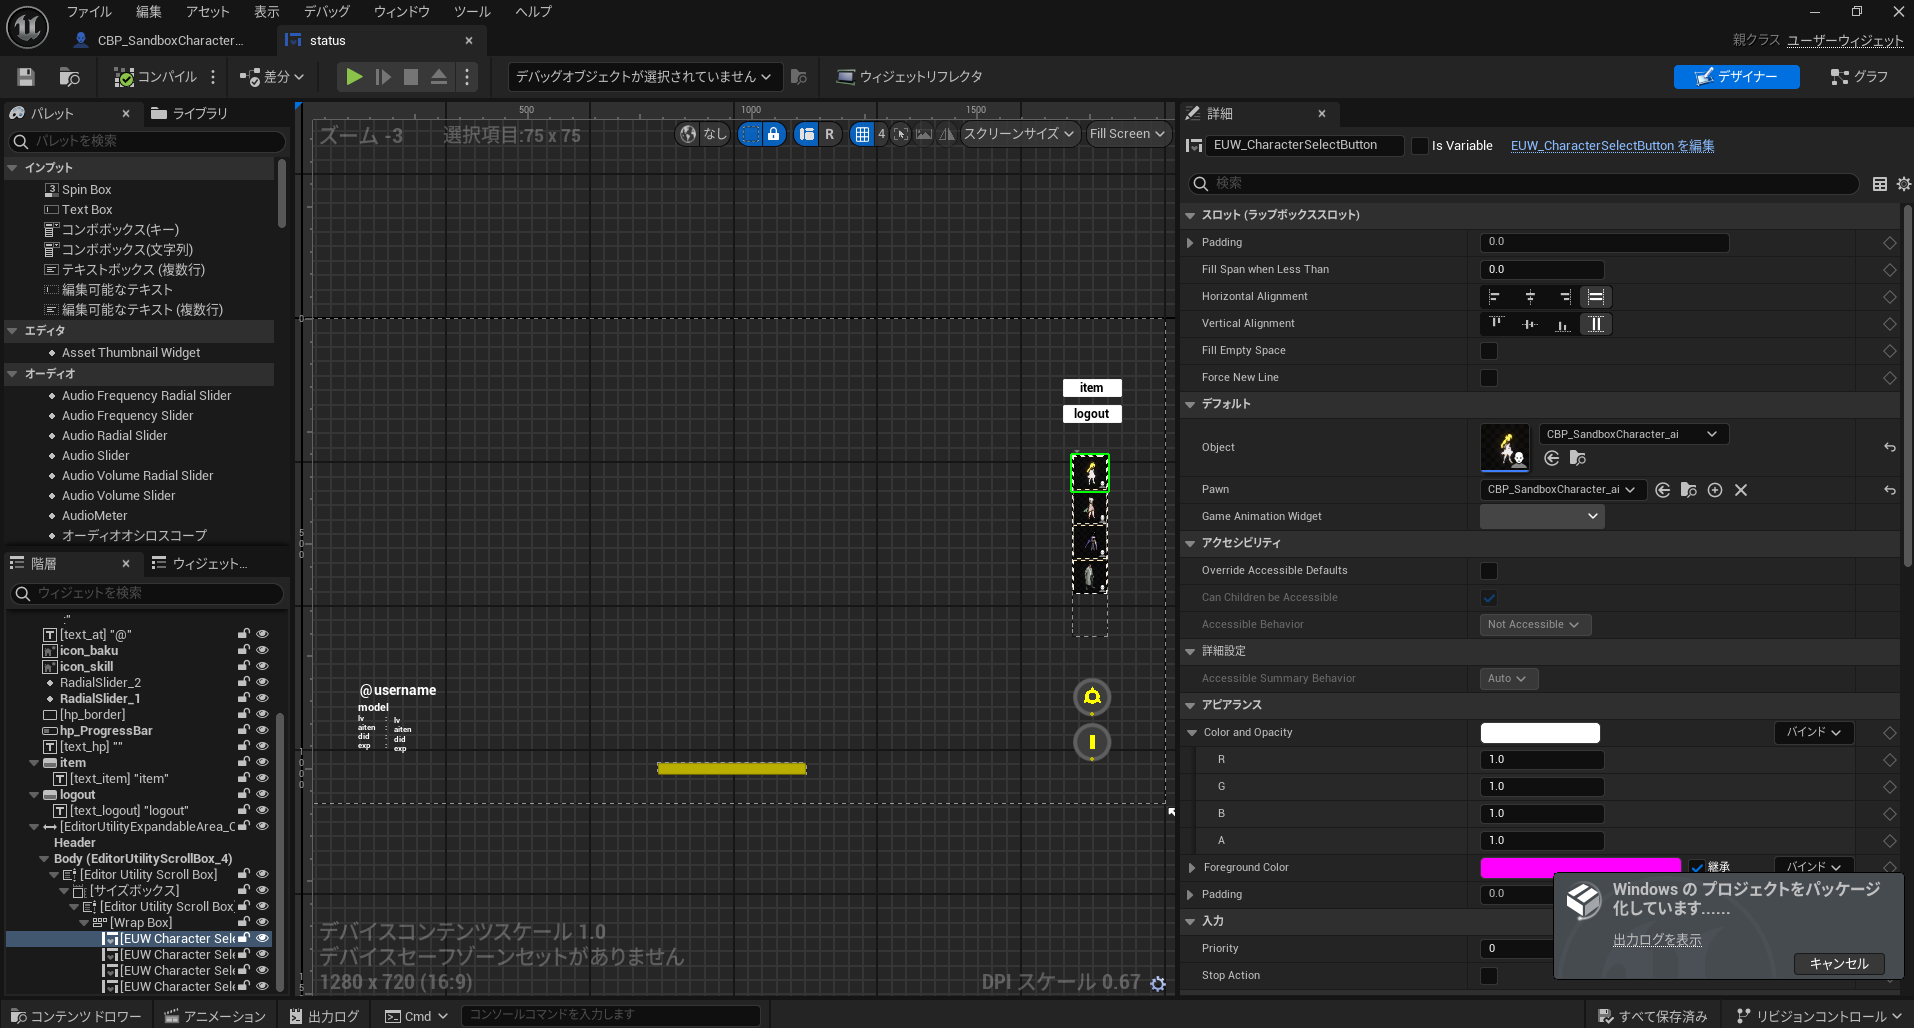 ファイル 編集 アセット 表示 デバッグ ウィンドウ ツール ヘルプ
CBP_SandboxCharacter...
status
親クラス ユーザーウィジェット
コンパイル
差分
デバッグオブジェクトが選択されていません
ウィジェットリフレクタ
デザイナー
グラフ
パレット
ライブラリ
パレットを検索
インプット
Spin Box
Text Box
コンボボックス(キー)
コンボボックス(文字列)
テキストボックス (複数行)
編集可能なテキスト
編集可能なテキスト (複数行)
エディタ
Asset Thumbnail Widget
オーディオ
Audio Frequency Radial Slider
Audio Frequency Slider
Audio Radial Slider
Audio Slider
Audio Volume Radial Slider
Audio Volume Slider
AudioMeter
オーディオオシロスコープ
階層
ウィジェット...
ウィジェットを検索
:"
[text_at] "@"
icon_baku
icon_skill
RadialSlider_2
RadialSlider_1
[hp_border]
hp_ProgressBar
[text_hp] ""
item
[text_item] "item"
logout
[text_logout] "logout"
[EditorUtilityExpandableArea_
Header
Body (EditorUtilityScrollBox_4)
[Editor Utility Scroll Box]
[サイズボックス]
[Editor Utility Scroll Box]
[Wrap Box]
[EUW Character Sele
[EUW Character Sele
[EUW Character Sele
[EUW Character Sele
500 1000 1500
ズーム -3
選択項目:75 x 75
なし
R
4
スクリーンサイズ
Fill Screen
0
500
1000
15
item
logout
@username
model
lv : lv
aiten : aiten
did : did
exp : exp
デバイスコンテンツスケール 1.0
デバイスセーフゾーンセットがありません
1280 x 720 (16:9)
DPI スケール 0.67
詳細
EUW_CharacterSelectButton
Is Variable
EUW_CharacterSelectButton を編集
検索
スロット (ラップボックススロット)
Padding 0.0
Fill Span when Less Than 0.0
Horizontal Alignment
Vertical Alignment
Fill Empty Space
Force New Line
デフォルト
Object CBP_SandboxCharacter_ai
Pawn CBP_SandboxCharacter_ai
Game Animation Widget
アクセシビリティ
Override Accessible Defaults
Can Children be Accessible
Accessible Behavior Not Accessible
詳細設定
Accessible Summary Behavior Auto
アピアランス
Color and Opacity バインド
R 1.0
G 1.0
B 1.0
A 1.0
Foreground Color 継承 バインド
Padding 0.0
入力
Priority 0
Stop Action
Windows の プロジェクトをパッケージ
化しています......
出力ログを表示
キャンセル
コンテンツドロワー
アニメーション
出力ログ
Cmd
コンソールコマンドを入力します
すべて保存済み
リビジョンコントロール